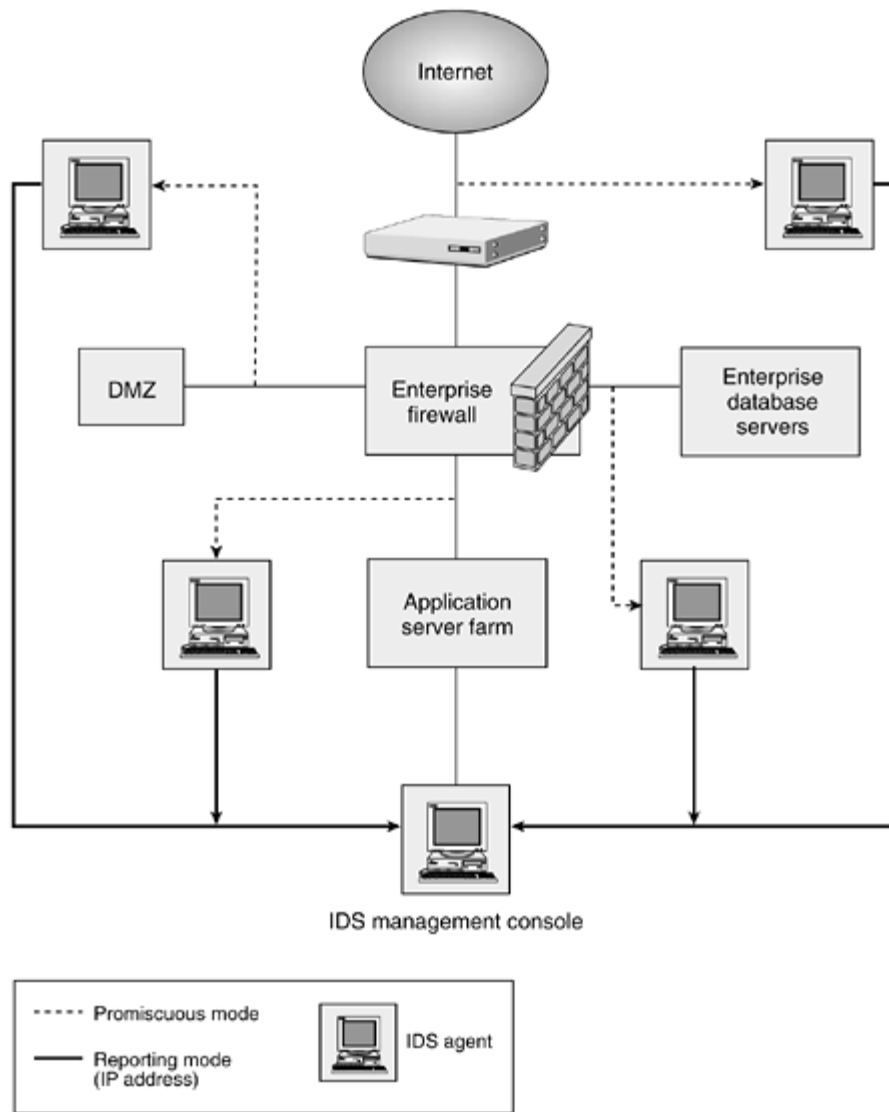 Internet
DMZ
Enterprise
firewall
Enterprise
database
servers
Application
server farm
IDS management console
Promiscuous mode
Reporting mode
(IP address)
IDS agent